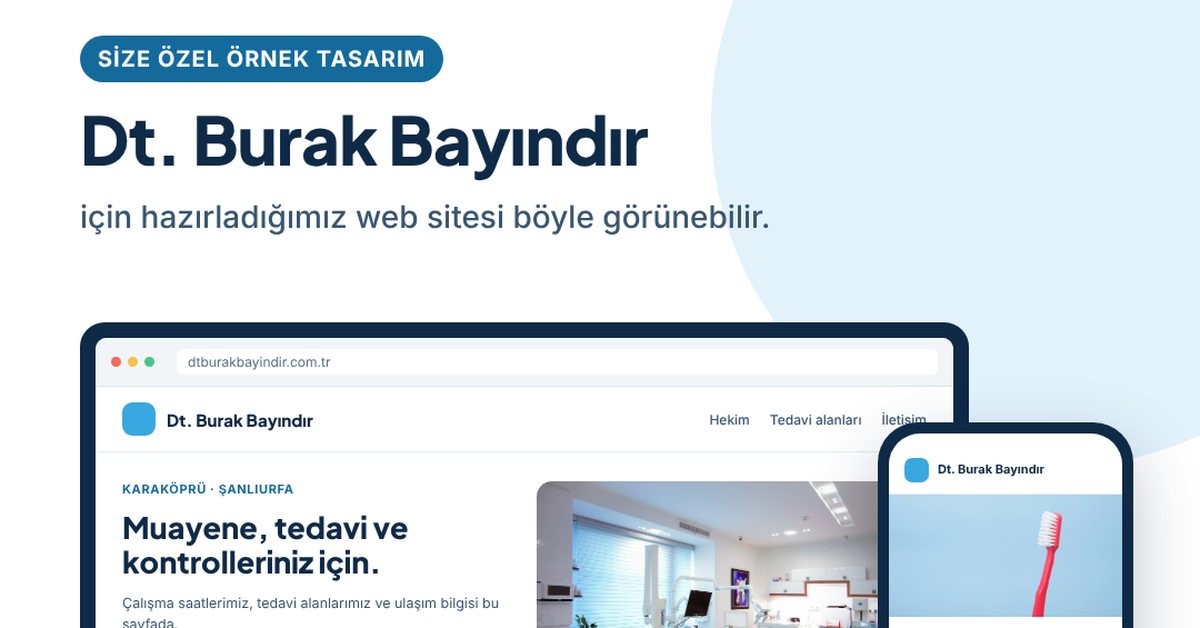 SİZE ÖZEL ÖRNEK TASARIM
Dt. Burak Bayındır
için hazırladığımız web sitesi böyle görünebilir.
dtburakbayindir.com.tr
Dt. Burak Bayındır
Hekim Tedavi alanları İletişim
Dt. Burak Bayındır
KARAKÖPRÜ · ŞANLIURFA
Muayene, tedavi ve
kontrolleriniz için.
Çalışma saatlerimiz, tedavi alanlarımız ve ulaşım bilgisi bu
sayfada.